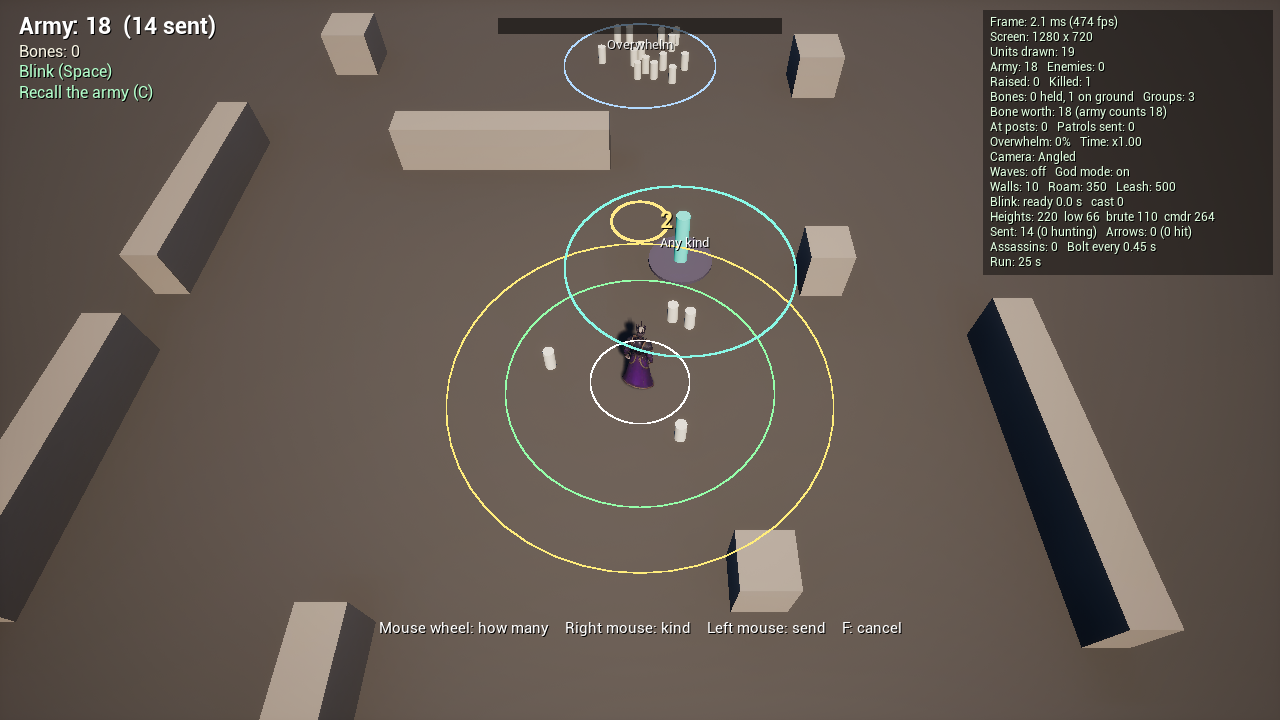 Army: 18 (14 sent)
Bones: 0
Blink (Space)
Recall the army (C)
Overwhelm
Frame: 2.1 ms (474 fps)
Screen: 1280 x 720
Units drawn: 19
Army: 18 Enemies: 0
Raised: 0 Killed: 1
Bones: 0 held, 1 on ground Groups: 3
Bone worth: 18 (army counts 18)
At posts: 0 Patrols sent: 0
Overwhelm: 0% Time: x1.00
Camera: Angled
Waves: off God mode: on
Walls: 10 Roam: 350 Leash: 500
Blink: ready 0.0 s cast 0
Heights: 220 low 66 brute 110 cmdr 264
Sent: 14 (0 hunting) Arrows: 0 (0 hit)
Assassins: 0 Bolt every 0.45 s
Run: 25 s
2
Any kind
Mouse wheel: how many Right mouse: kind Left mouse: send F: cancel